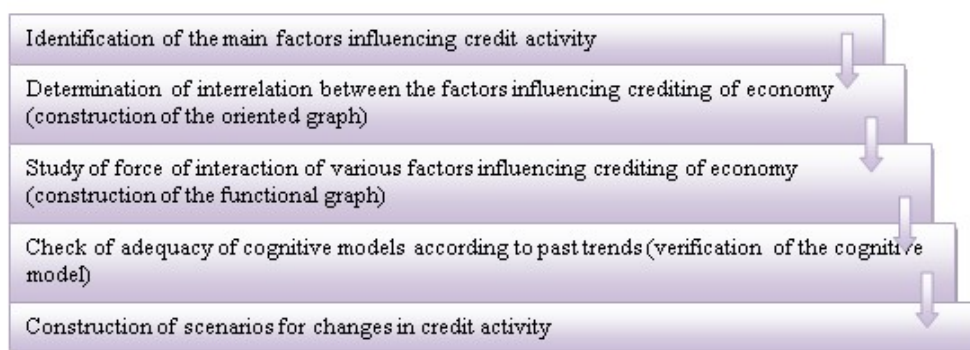 Identification of the main factors influencing credit activity
Determination of interrelation between the factors influencing crediting of economy
(construction of the oriented graph)
Study of force of interaction of various factors influencing crediting of economy
(construction of the functional graph)
Check of adequacy of cognitive models according to past trends (verification of the cognitive
model)
Construction of scenarios for changes in credit activity